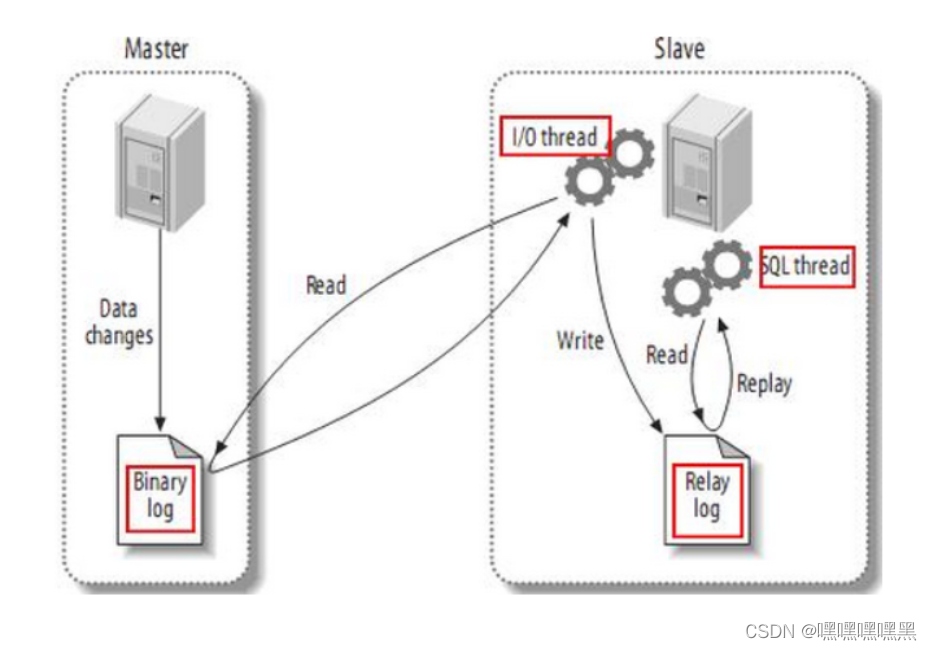 Master
Slave
I/O thread
SQL thread
Read
Data
changes
Write
Read
Replay
Binary
log
Relay
log
CSDN @嘿嘿嘿嘿黑